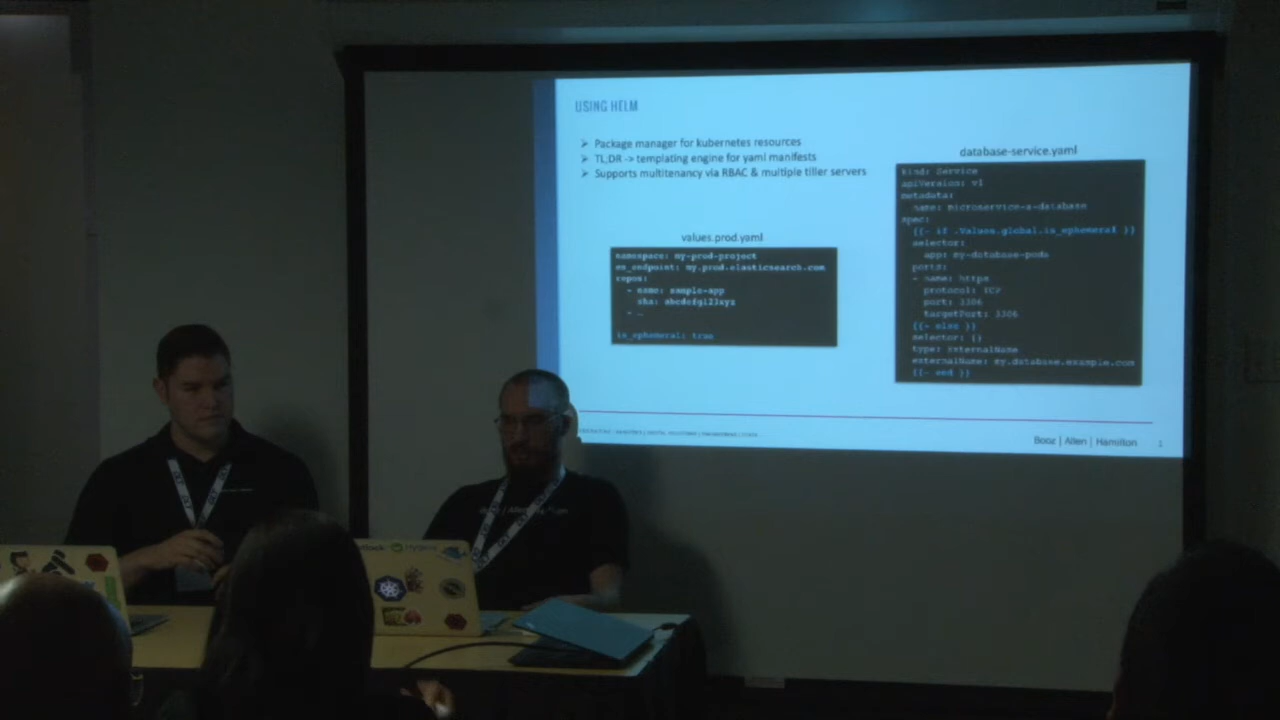 USING HELM
➢ Package manager for kubernetes resources
➢ TL;DR -> templating engine for yaml manifests
➢ Supports multitenancy via RBAC & multiple tiller servers
values.prod.yaml
namespace: my-prod-project
es_endpoint: my.prod.elasticsearch.com
repos:
- name: sample-app
sha: abcdefg123xyz
- …
is_ephemeral: true
database-service.yaml
kind: Service
apiVersion: v1
metadata:
name: microservice-a-database
spec:
{{- if .Values.global.is_ephemeral }}
selector:
app: my-database-pods
ports:
- name: https
protocol: TCP
port: 3306
targetPort: 3306
{{- else }}
selector: {}
type: externalName
externalName: my.database.example.com
{{- end }}
Booz | Allen | Hamilton